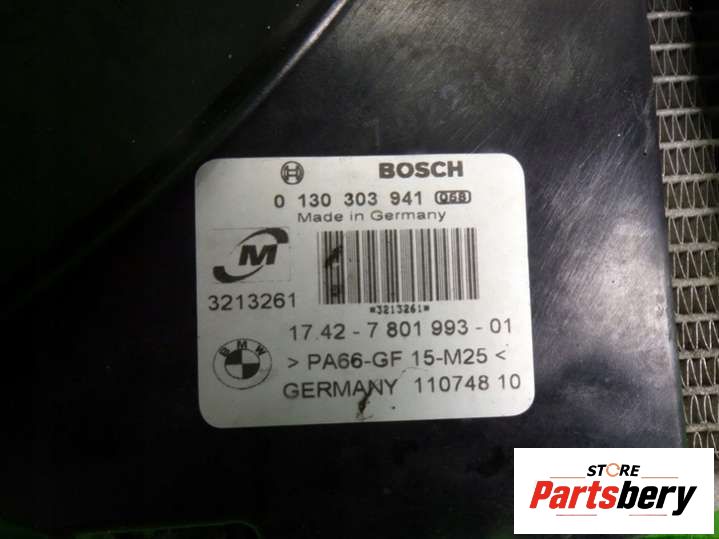 BOSCH
0 130 303 941 Q68
Made in Germany
M
3213261
*3213261*
17.42 - 7 801 993 - 01
BMW
> PA66-GF 15-M25 <
GERMANY 110748 10
STORE
Partsbery